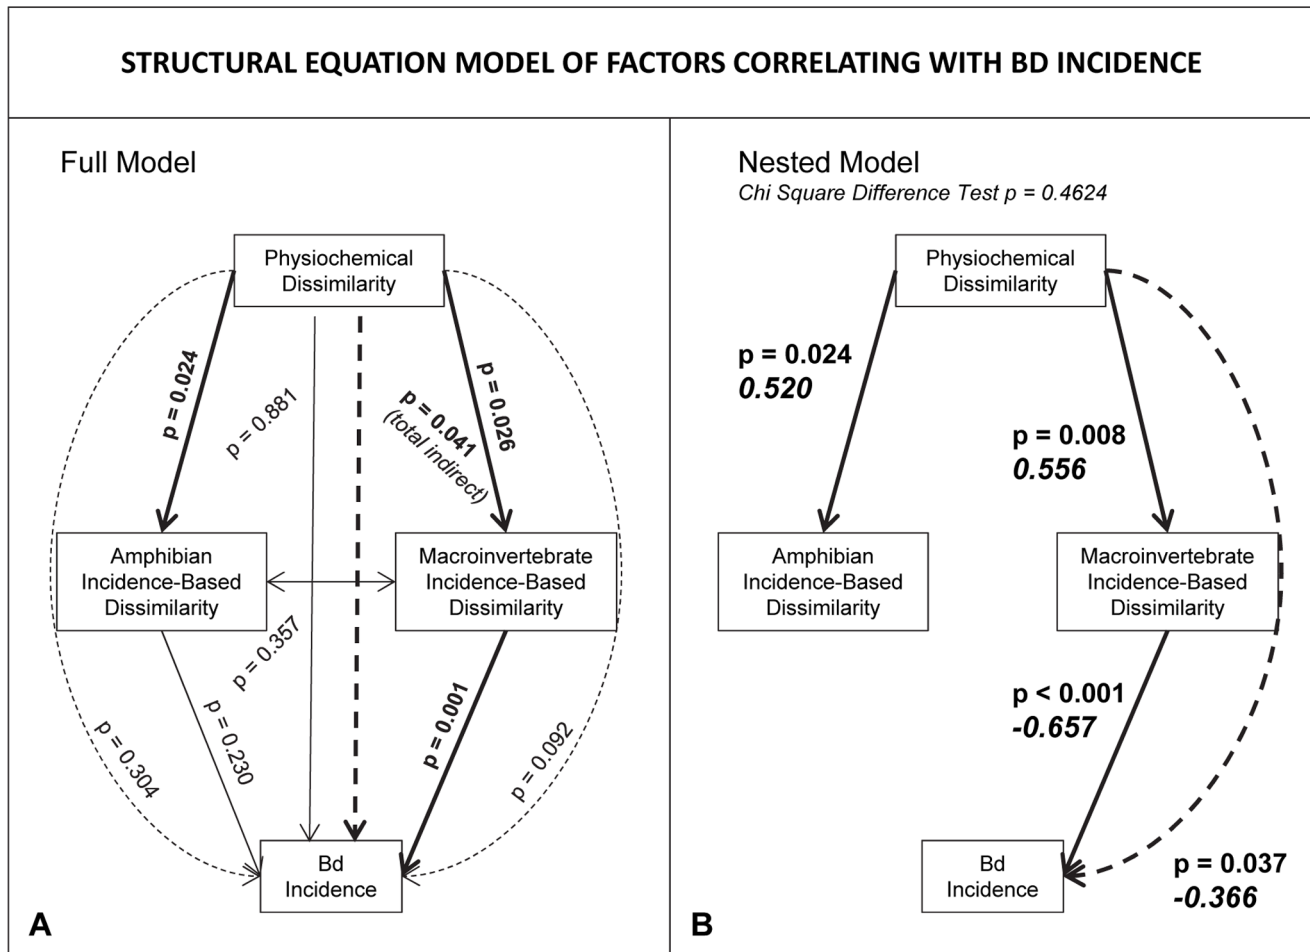 STRUCTURAL EQUATION MODEL OF FACTORS CORRELATING WITH BD INCIDENCE
Full Model
Physiochemical
Dissimilarity
p = 0.024
p = 0.881
p = 0.041
(total indirect)
p = 0.026
Amphibian
Incidence-Based
Dissimilarity
Macroinvertebrate
Incidence-Based
Dissimilarity
p = 0.357
p = 0.304
p = 0.230
p = 0.001
p = 0.092
Bd
Incidence
A
Nested Model
Chi Square Difference Test p = 0.4624
Physiochemical
Dissimilarity
p = 0.024
0.520
p = 0.008
0.556
Amphibian
Incidence-Based
Dissimilarity
Macroinvertebrate
Incidence-Based
Dissimilarity
p < 0.001
-0.657
Bd
Incidence
p = 0.037
-0.366
B